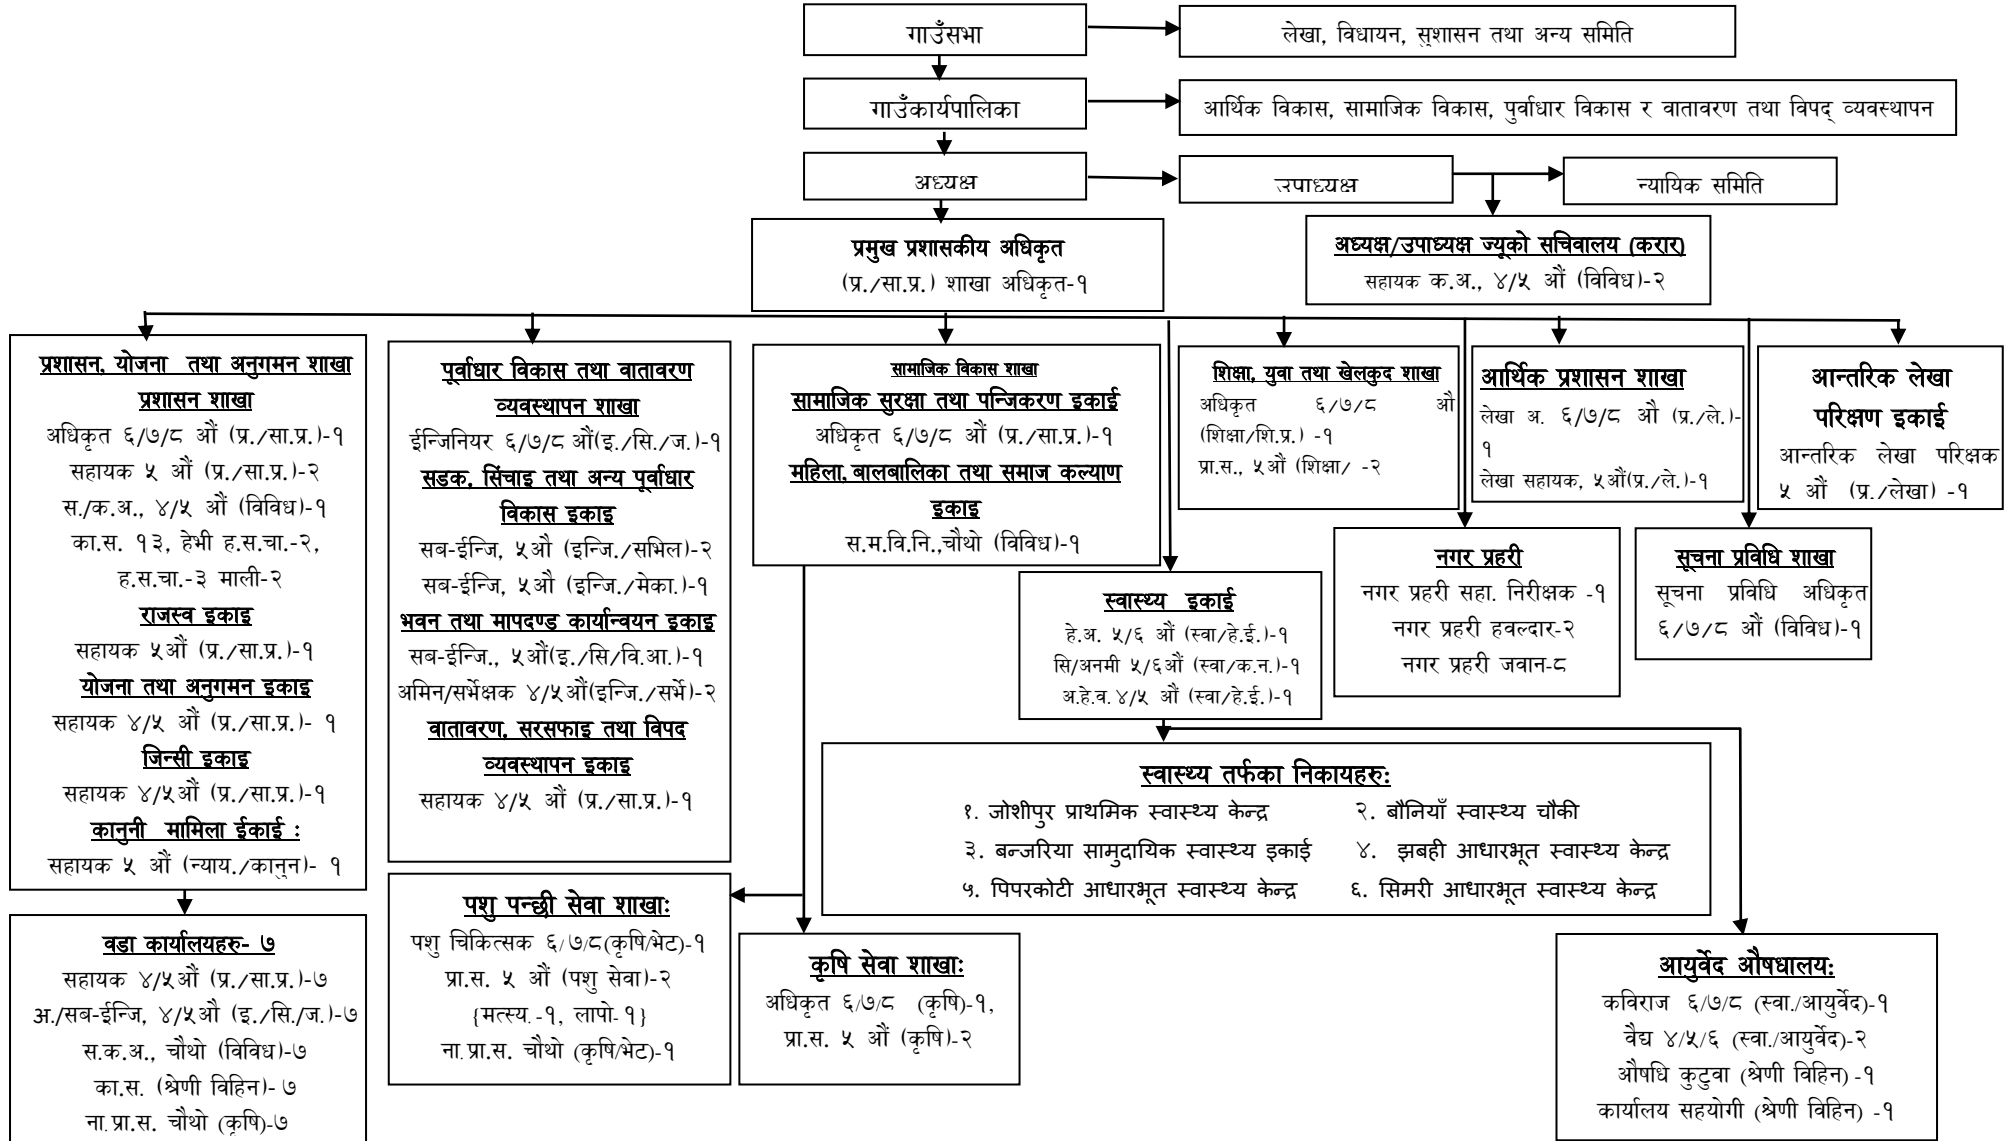 गाउँसभा
लेखा, विधायन, सुशासन तथा अन्य समिति
गाउँकार्यपालिका
आर्थिक विकास, सामाजिक विकास, पुर्वाधार विकास र वातावरण तथा विपद् व्यवस्थापन
अध्यक्ष
उपाध्यक्ष
न्यायिक समिति
प्रमुख प्रशासकीय अधिकृत
(प्र./सा.प्र.) शाखा अधिकृत-१
अध्यक्ष/उपाध्यक्ष ज्यूको सचिवालय (करार)
सहायक क.अ., ४/५ औं (विविध)-२
प्रशासन, योजना तथा अनुगमन शाखा
प्रशासन शाखा
अधिकृत ६/७/८ औं (प्र./सा.प्र.)-१
सहायक ५ औं (प्र./सा.प्र.)-२
स./क.अ., ४/५ औं (विविध)-१
का.स. १३, हेभी ह.स.चा.-२,
ह.स.चा.-३ माली-२
राजस्व इकाइ
सहायक ५औं (प्र./सा.प्र.)-१
योजना तथा अनुगमन इकाइ
सहायक ४/५ औं (प्र./सा.प्र.)- १
जिन्सी इकाइ
सहायक ४/५औं (प्र./सा.प्र.)-१
कानुनी मामिला ईकाई :
सहायक ५ औं (न्याय./कानुन)- १
वडा कार्यालयहरु- ७
सहायक ४/५औं (प्र./सा.प्र.)-७
अ./सब-ईन्जि, ४/५औ (इ./सि./ज.)-७
स.क.अ., चौथो (विविध)-७
का.स. (श्रेणी विहिन)- ७
ना.प्रा.स. चौथो (कृषि)-७
पूर्वाधार विकास तथा वातावरण
व्यवस्थापन शाखा
ईन्जिनियर ६/७/८ औं(इ./सि./ज.)-१
सडक, सिंचाइ तथा अन्य पूर्वाधार
विकास इकाइ
सब-ईन्जि, ५औ (इन्जि./सभिल)-२
सब-ईन्जि, ५औ (इन्जि./मेका.)-१
भवन तथा मापदण्ड कार्यान्वयन इकाइ
सब-ईन्जि., ५औं(इ./सि/वि.आ.)-१
अमिन/सर्भेक्षक ४/५औं(इन्जि./सर्भे)-२
वातावरण, सरसफाइ तथा विपद
व्यवस्थापन इकाइ
सहायक ४/५ औं (प्र./सा.प्र.)-१
पशु पन्छी सेवा शाखाः
पशु चिकित्सक ६/७/८(कृषि/भेट)-१
प्रा.स. ५ औं (पशु सेवा)-२
{मत्स्य.-१, लापो-१}
ना.प्रा.स. चौथो (कृषि/भेट)-१
सामाजिक विकास शाखा
सामाजिक सुरक्षा तथा पन्जिकरण इकाई
अधिकृत ६/७/८ औं (प्र./सा.प्र.)-१
महिला, बालबालिका तथा समाज कल्याण
इकाइ
स.म.वि.नि.,चौथो (विविध)-१
कृषि सेवा शाखाः
अधिकृत ६/७/८ (कृषि)-१,
प्रा.स. ५ औं (कृषि)-२
स्वास्थ्य इकाई
हे.अ. ५/६ औं (स्वा/हे.ई.)-१
सि/अनमी ५/६औं (स्वा/क.न.)-१
अ.हे.व. ४/५ औं (स्वा/हे.ई.)-१
शिक्षा, युवा तथा खेलकुद शाखा
अधिकृत ६/७/८ औ
(शिक्षा/शि.प्र.) -१
प्रा.स., ५औं (शिक्षा/ -२
आर्थिक प्रशासन शाखा
लेखा अ. ६/७/८ औं (प्र./ले.)-
१
लेखा सहायक, ५औं(प्र./ले.)-१
आन्तरिक लेखा
परिक्षण इकाई
आन्तरिक लेखा परिक्षक
५ औं (प्र./लेखा) -१
नगर प्रहरी
नगर प्रहरी सहा. निरीक्षक -१
नगर प्रहरी हवल्दार-२
नगर प्रहरी जवान-८
सूचना प्रविधि शाखा
सूचना प्रविधि अधिकृत
६/७/८ औं (विविध)-१
स्वास्थ्य तर्फका निकायहरु:
१. जोशीपुर प्राथमिक स्वास्थ्य केन्द्र २. बौनियाँ स्वास्थ्य चौकी
३. बन्जरिया सामुदायिक स्वास्थ्य इकाई ४. झबही आधारभूत स्वास्थ्य केन्द्र
५. पिपरकोटी आधारभूत स्वास्थ्य केन्द्र ६. सिमरी आधारभूत स्वास्थ्य केन्द्र
आयुर्वेद औषधालय:
कविराज ६/७/८ (स्वा./आयुर्वेद)-१
वैद्य ४/५/६ (स्वा./आयुर्वेद)-२
औषधि कुटुवा (श्रेणी विहिन) -१
कार्यालय सहयोगी (श्रेणी विहिन) -१